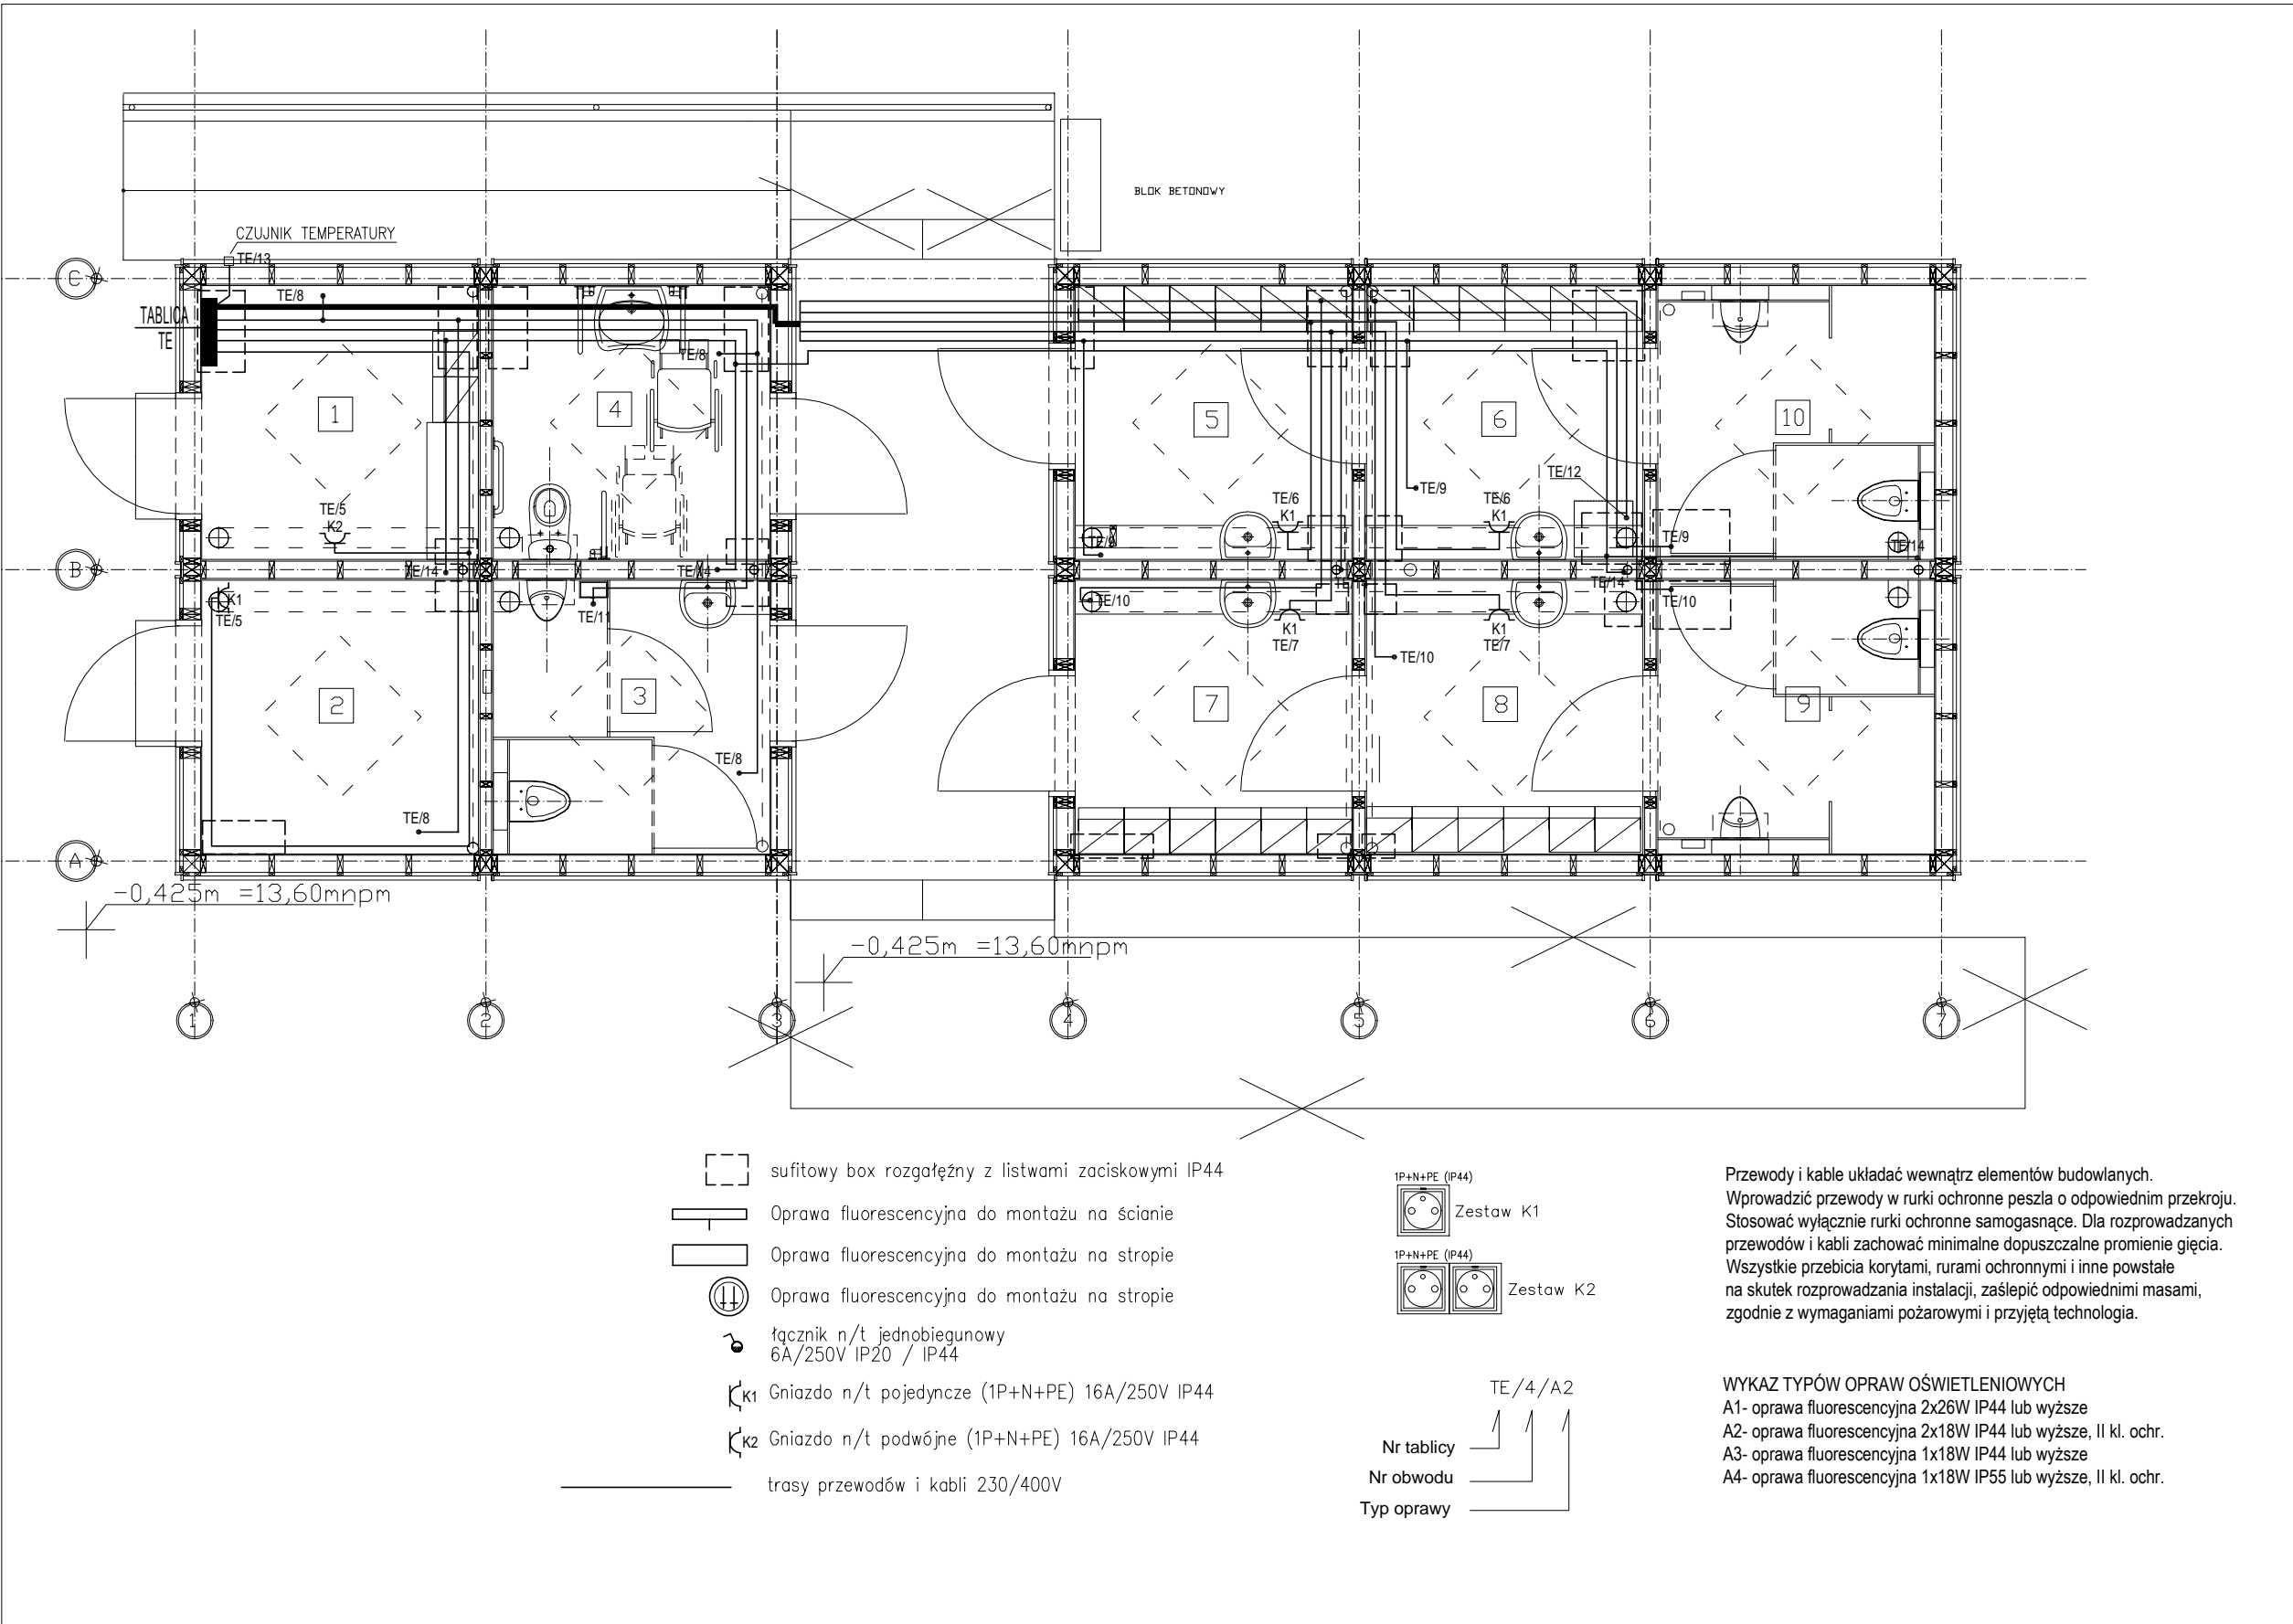 BLOK BETONOWY
CZUJNIK TEMPERATURY
TE/13
C
TE/8
TABLICA
TE
TE/8
1
4
5
6
10
TE/5
K2
TE/6
K1
TE/9
TE/6
K1
TE/12
TE/9
TE/9
TE/14
B
TE/14
TE/14
TE/14
K1
TE/5
TE/11
TE/10
TE/10
K1
TE/7
K1
TE/7
TE/10
2
3
7
8
9
TE/8
TE/8
A
-0,425m =13,60mnpm
-0,425m =13,60mnpm
1
2
3
4
5
6
7
sufitowy box rozgałęźny z listwami zaciskowymi IP44
Oprawa fluorescencyjna do montażu na ścianie
Oprawa fluorescencyjna do montażu na stropie
Oprawa fluorescencyjna do montażu na stropie
łącznik n/t jednobiegunowy
6A/250V IP20 / IP44
K1 Gniazdo n/t pojedyncze (1P+N+PE) 16A/250V IP44
K2 Gniazdo n/t podwójne (1P+N+PE) 16A/250V IP44
trasy przewodów i kabli 230/400V
1P+N+PE (IP44)
Zestaw K1
1P+N+PE (IP44)
Zestaw K2
TE/4/A2
Nr tablicy
Nr obwodu
Typ oprawy
Przewody i kable układać wewnątrz elementów budowlanych.
Wprowadzić przewody w rurki ochronne peszla o odpowiednim przekroju.
Stosować wyłącznie rurki ochronne samogasnące. Dla rozprowadzanych
przewodów i kabli zachować minimalne dopuszczalne promienie gięcia.
Wszystkie przebicia korytami, rurami ochronnymi i inne powstałe
na skutek rozprowadzania instalacji, zaślepić odpowiednimi masami,
zgodnie z wymaganiami pożarowymi i przyjętą technologia.
WYKAZ TYPÓW OPRAW OŚWIETLENIOWYCH
A1- oprawa fluorescencyjna 2x26W IP44 lub wyższe
A2- oprawa fluorescencyjna 2x18W IP44 lub wyższe, II kl. ochr.
A3- oprawa fluorescencyjna 1x18W IP44 lub wyższe
A4- oprawa fluorescencyjna 1x18W IP55 lub wyższe, II kl. ochr.